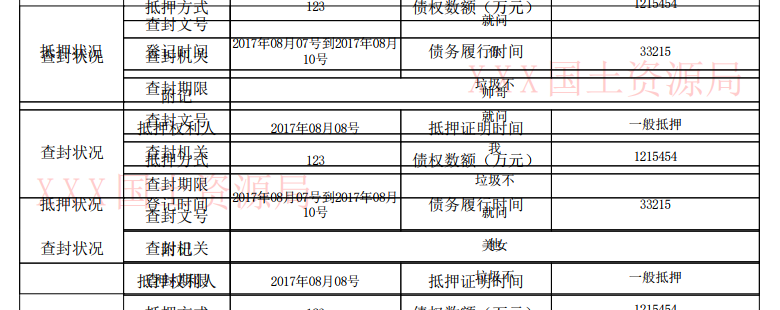 抵押方式 123 债权数额（万元） 1215454
查封文号 就问
抵押状况 登记时间 2017年08月07号到2017年08月10号 债务履行时间 33215
查封状况 查封机关
XXX国土资源局
查封期限 垃圾不
附记 帅哥
查封文号 就问
抵押权利人 2017年08月08号 抵押证明时间 一般抵押
查封状况 查封机关 我
抵押方式 123 债权数额（万元） 1215454
查封期限 垃圾不
XXX国土资源局
抵押状况 登记时间 2017年08月07号到2017年08月10号 债务履行时间 33215
查封文号 就问
查封状况 查封机关
附记 美女
查封期限 垃圾不
抵押权利人 2017年08月08号 抵押证明时间 一般抵押
抵押方式 123 债权数额（万元） 1215454